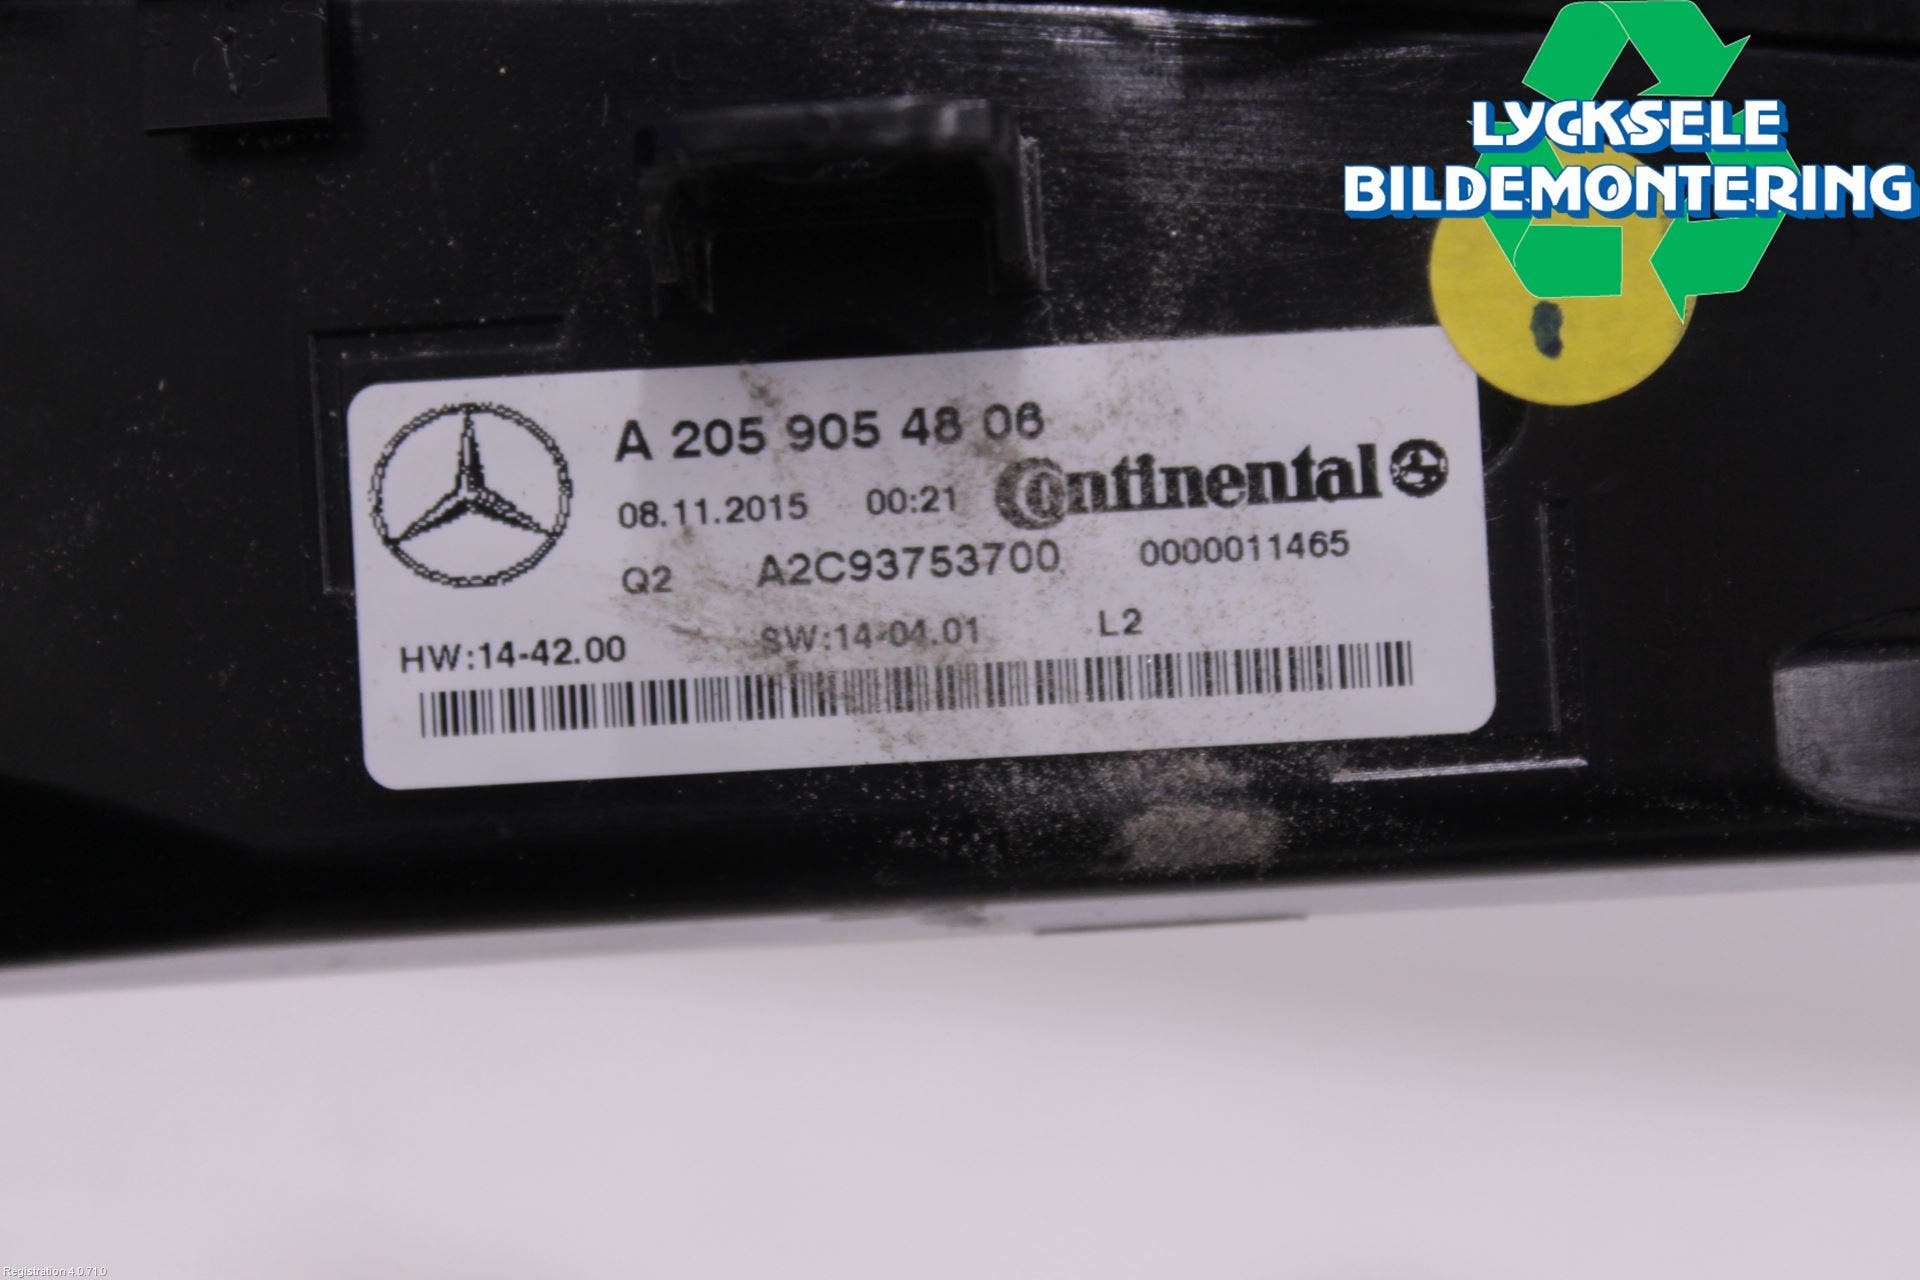 LYCKSELE
BILDEMONTERING
A 205 905 48 06
08.11.2015 00:21 Continental
Q2 A2C93753700 0000011465
HW:14-42.00 SW:14-04.01 L2
Registration 4.0.71.0